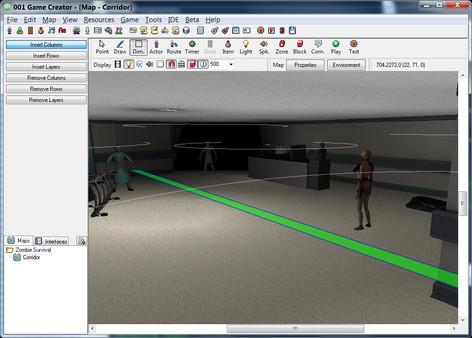 001 Game Creator - [Map - Corridor]
File Edit Map View Resources Game Tools IDE Beta Help
Insert Columns
Insert Rows
Insert Layers
Remove Columns
Remove Rows
Remove Layers
Point Draw Dim. Actor Route Timer Door Item Light Spk. Zone Block Com. Play Test
Display 500 Map Properties Environment 704,2272.0 (22, 71, 0)
Maps Interfaces
Zombie Survival
Corridor